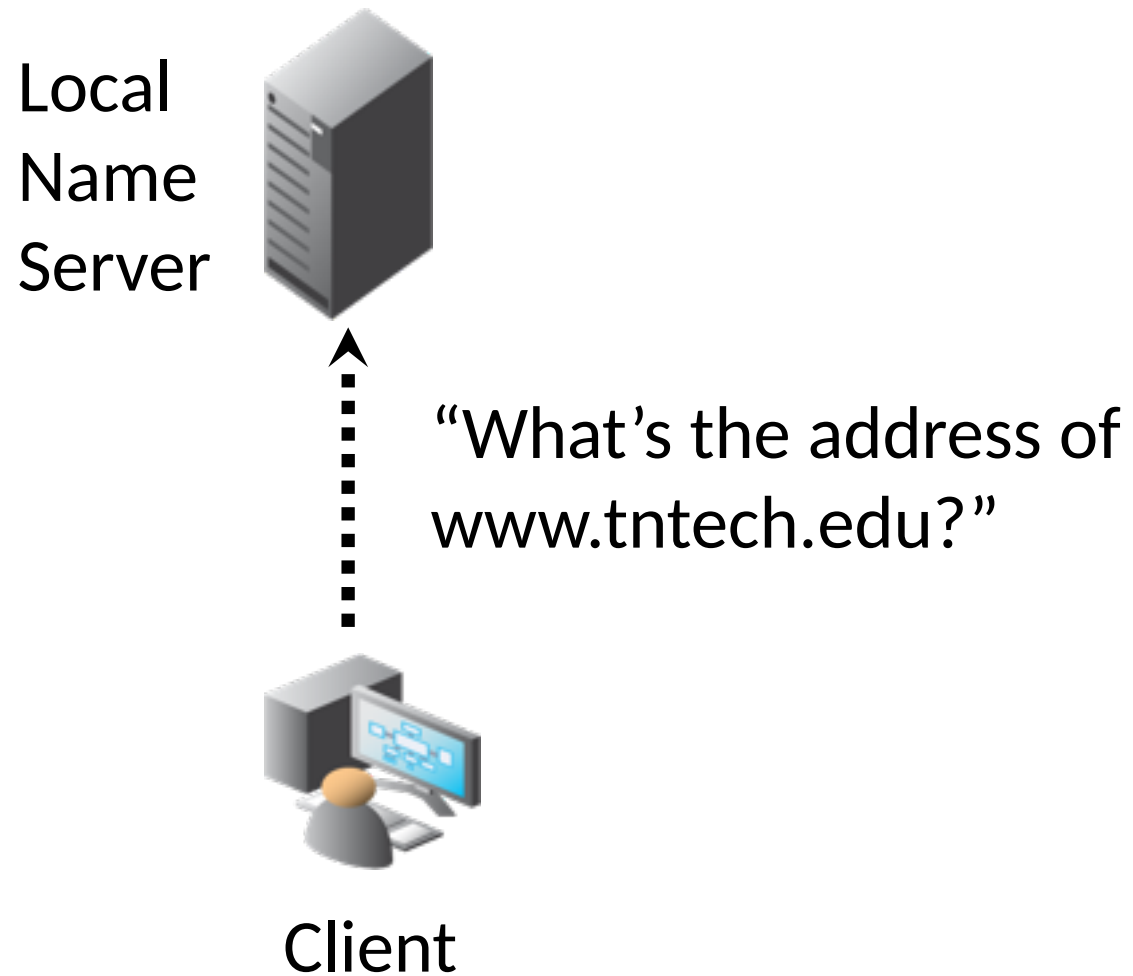 Local
Name
Server
“What’s the address of
www.tntech.edu?”
Client